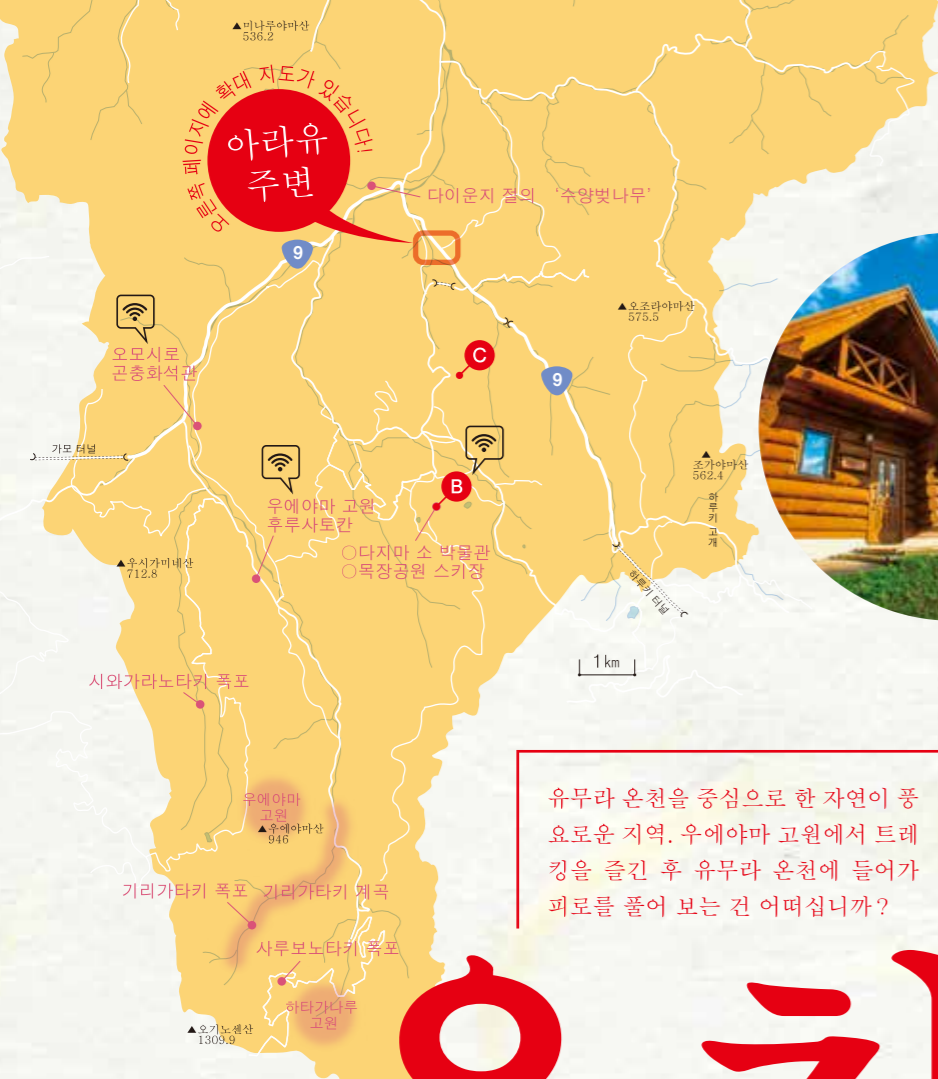 ▲미나루야마산
536.2
오른쪽 페이지에 확대 지도가 있습니다!
아라유
주변
다이운지 절의 ‘수양벚나무’
9
▲오조라야마산
575.5
오모시로
곤충화석관
C
9
가모 터널
▲
조가야마산
562.4
하루키 고개
B
우에야마 고원
후루사토칸
○다지마 소 박물관
○목장공원 스키장
▲우시가미네산
712.8
하루키 터널
1㎞
시와가라노타키 폭포
우에야마
고원
▲우에야마산
946
유무라 온천을 중심으로 한 자연이 풍
요로운 지역. 우에야마 고원에서 트레
킹을 즐긴 후 유무라 온천에 들어가
피로를 풀어 보는 건 어떠십니까?
기리가타키 폭포 기리가타키 계곡
사루보노타키 폭포
하타가나루
고원
▲오기노센산
1309.9